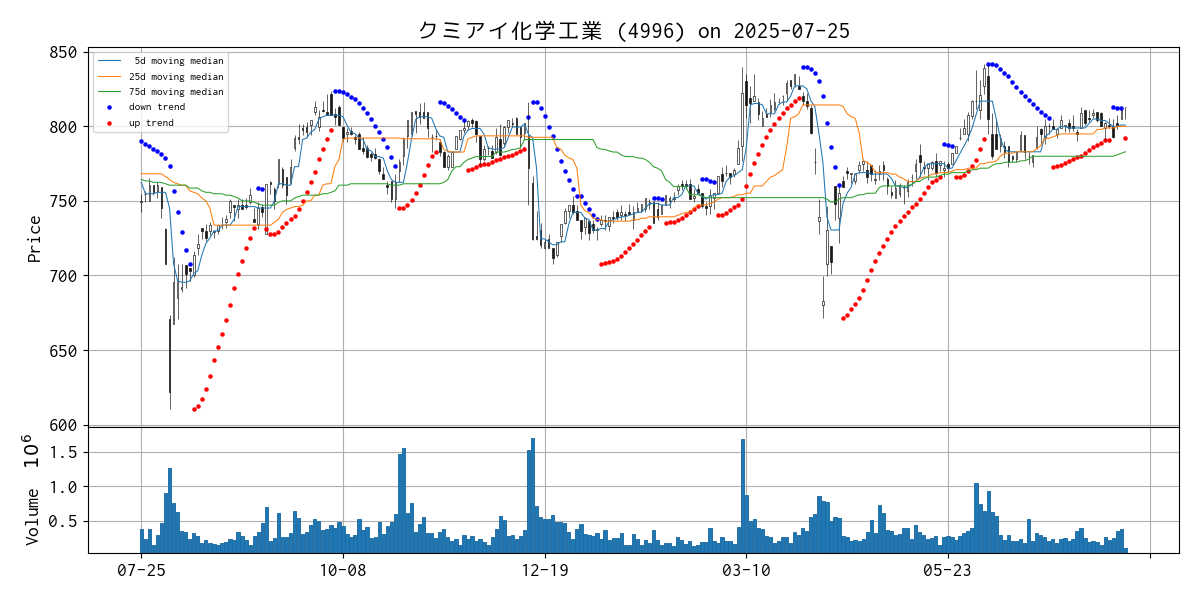 クミアイ化学工業 (4996) on 2025-07-25
5d moving median
25d moving median
75d moving median
down trend
up trend
850
800
750
700
650
600
Price
1.5
1.0
0.5
Volume 10^6
07-25
10-08
12-19
03-10
05-23